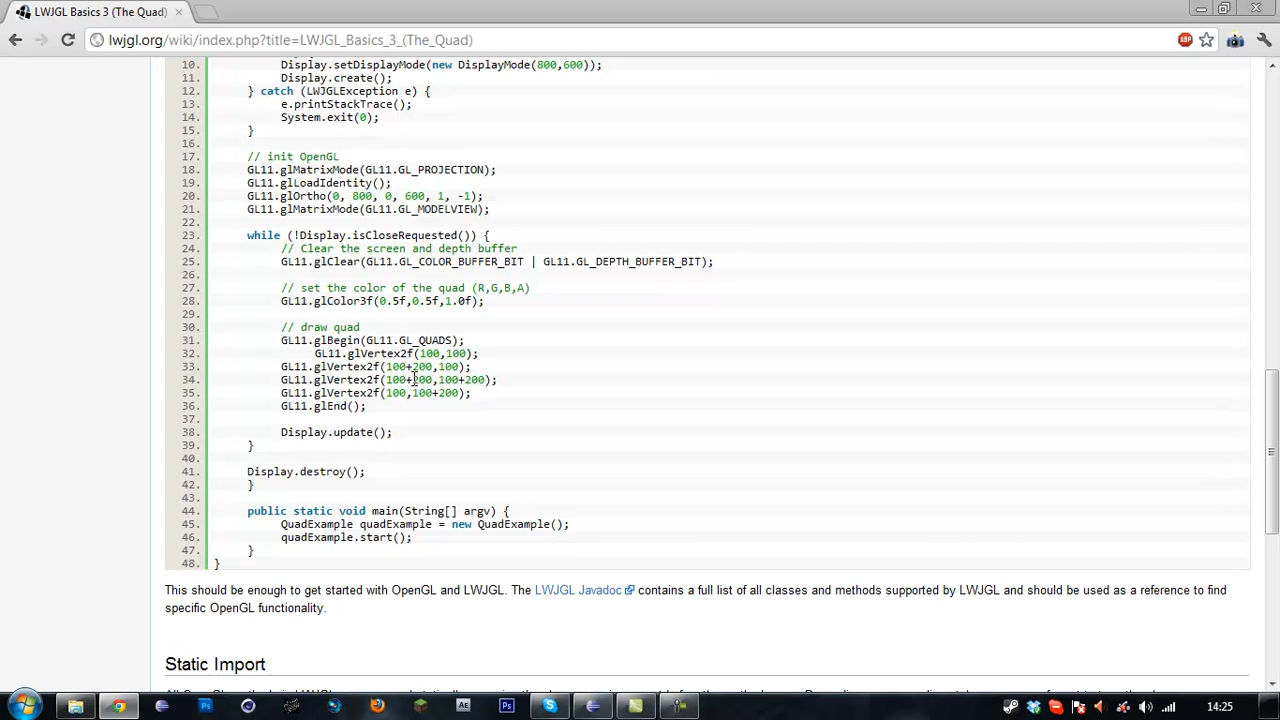 LWJGL Basics 3 (The Quad)
lwjgl.org/wiki/index.php?title=LWJGL_Basics_3_(The_Quad)
ABP
10. Display.setDisplayMode(new DisplayMode(800,600));
11. Display.create();
12. } catch (LWJGLException e) {
13. e.printStackTrace();
14. System.exit(0);
15. }
16.
17. // init OpenGL
18. GL11.glMatrixMode(GL11.GL_PROJECTION);
19. GL11.glLoadIdentity();
20. GL11.glOrtho(0, 800, 0, 600, 1, -1);
21. GL11.glMatrixMode(GL11.GL_MODELVIEW);
22.
23. while (!Display.isCloseRequested()) {
24. // Clear the screen and depth buffer
25. GL11.glClear(GL11.GL_COLOR_BUFFER_BIT | GL11.GL_DEPTH_BUFFER_BIT);
26.
27. // set the color of the quad (R,G,B,A)
28. GL11.glColor3f(0.5f,0.5f,1.0f);
29.
30. // draw quad
31. GL11.glBegin(GL11.GL_QUADS);
32. GL11.glVertex2f(100,100);
33. GL11.glVertex2f(100+200,100);
34. GL11.glVertex2f(100+200,100+200);
35. GL11.glVertex2f(100,100+200);
36. GL11.glEnd();
37.
38. Display.update();
39. }
40.
41. Display.destroy();
42. }
43.
44. public static void main(String[] argv) {
45. QuadExample quadExample = new QuadExample();
46. quadExample.start();
47. }
48. }
This should be enough to get started with OpenGL and LWJGL. The LWJGL Javadoc contains a full list of all classes and methods supported by LWJGL and should be used as a reference to find
specific OpenGL functionality.
Static Import
Ps Ae Ps
14:25